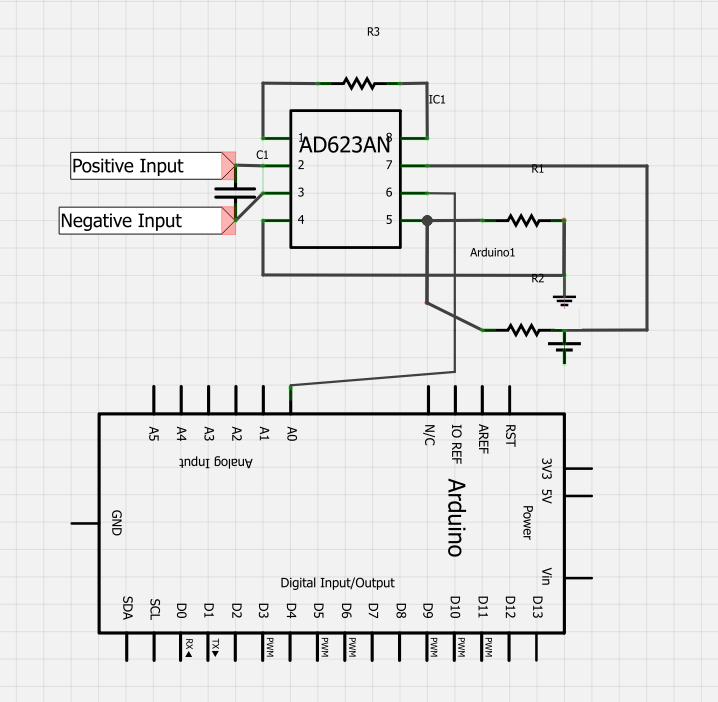 R3
IC1
1
AD623AN
8
Positive Input
C1
2
7
R1
3
6
Negative Input
4
5
Arduino1
R2
A5
A4
A3
A2
A1
A0
N/C
IO REF
AREF
RST
Analog Input
3V3
5V
Arduino
Power
GND
Vin
Digital Input/Output
SDA
SCL
D0
D1
D2
D3
D4
D5
D6
D7
D8
D9
D10
D11
D12
D13
RX◀
TX▶
PWM
PWM
PWM
PWM
PWM
PWM